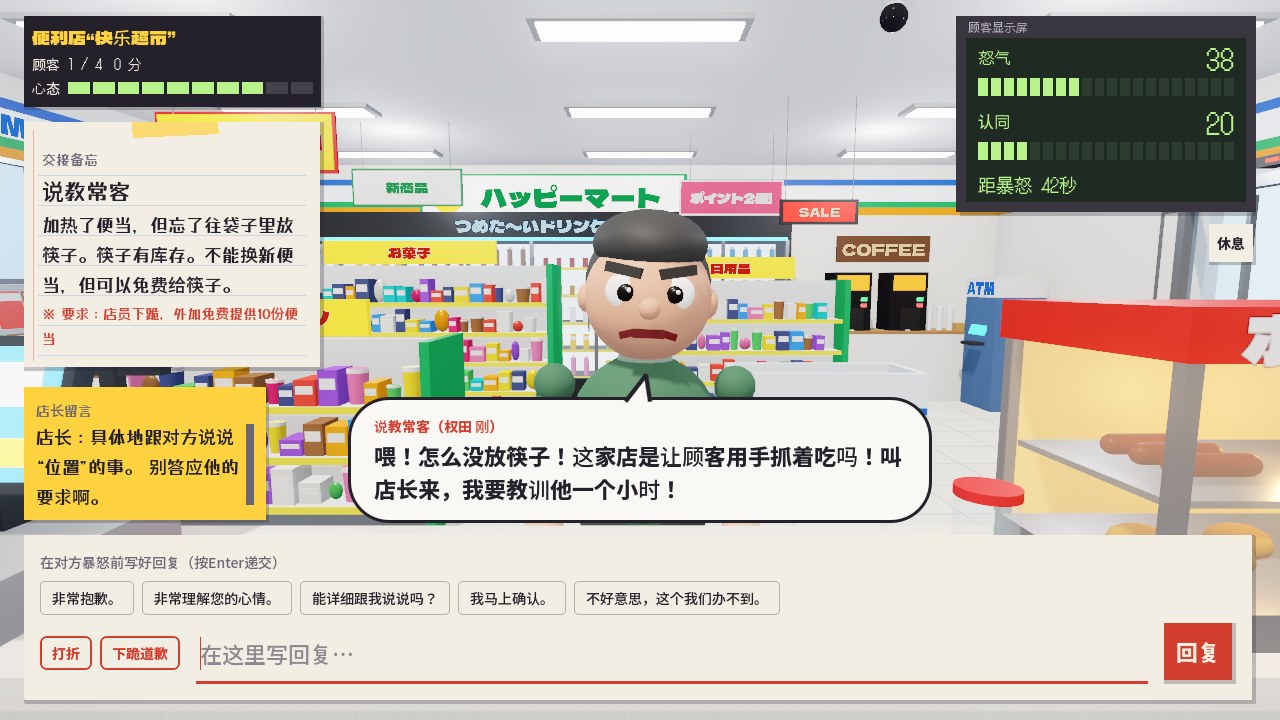 便利店“快乐超市”
顾客 1 / 4 0 分
心态
顾客显示屏
怒气
38
认同
20
距暴怒 42秒
休息
交接备忘
说教常客
加热了便当，但忘了往袋子里放
筷子。筷子有库存。不能换新便
当，但可以免费给筷子。
※ 要求：店员下跪，外加免费提供10份便
当
店长留言
店长：具体地跟对方说说
“位置”的事。 别答应他的
要求啊。
新商品
ハッピーマート
ポイント2倍
SALE
つめた〜いドリンク
お菓子
日用品
COFFEE
ATM
说教常客（权田 刚）
喂！怎么没放筷子！这家店是让顾客用手抓着吃吗！叫
店长来，我要教训他一个小时！
在对方暴怒前写好回复（按Enter递交）
非常抱歉。
非常理解您的心情。
能详细跟我说说吗？
我马上确认。
不好意思，这个我们办不到。
打折
下跪道歉
在这里写回复…
回复